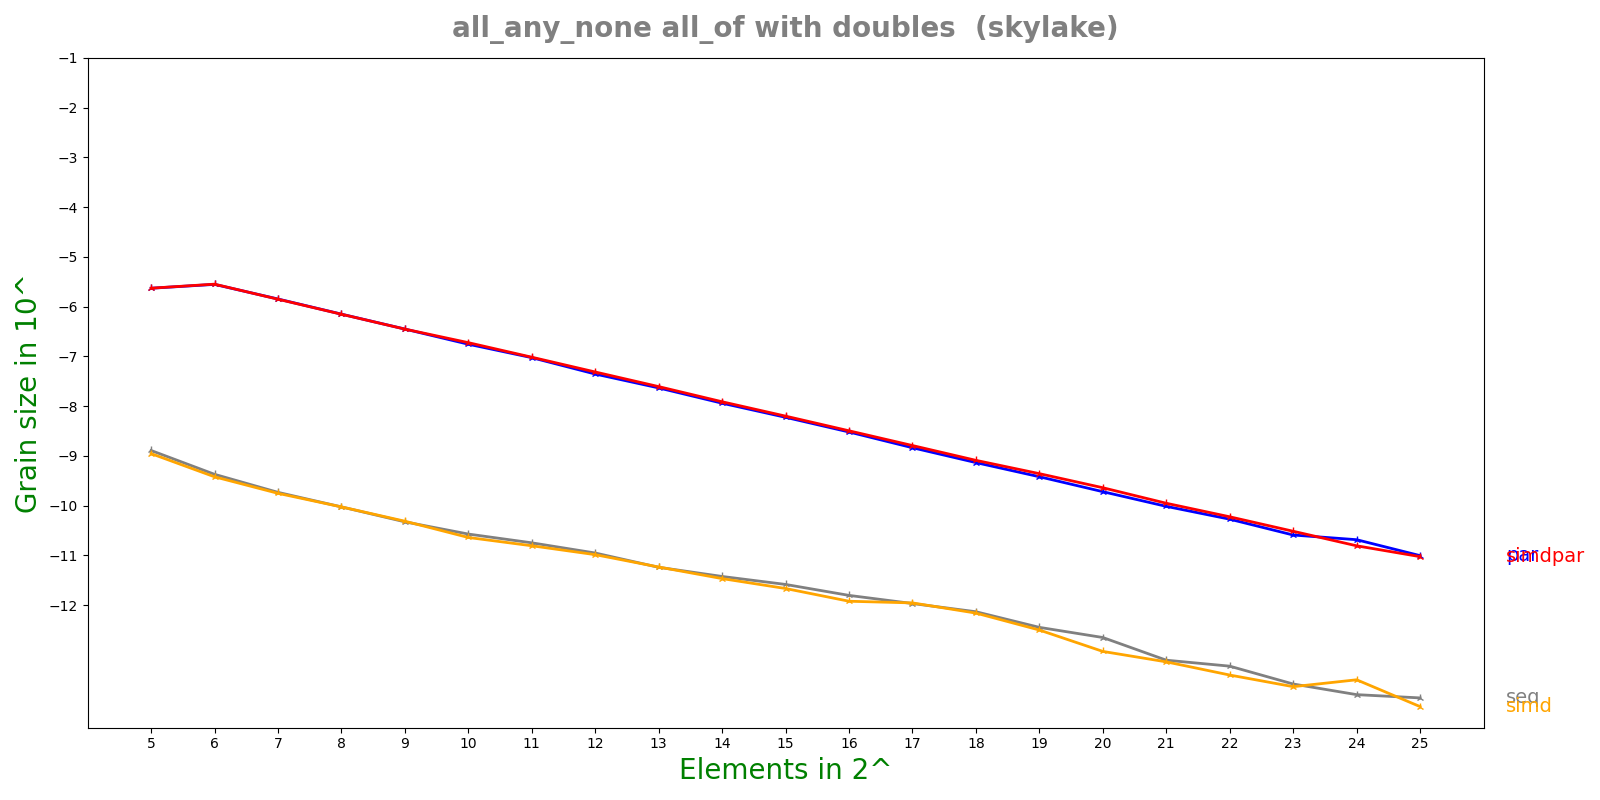 all_any_none all_of with doubles  (skylake)
−1
−2
−3
−4
−5
−6
−7
−8
−9
−10
−11
−12
Grain size in 10^
5 6 7 8 9 10 11 12 13 14 15 16 17 18 19 20 21 22 23 24 25
Elements in 2^
par
simdpar
seq
simd